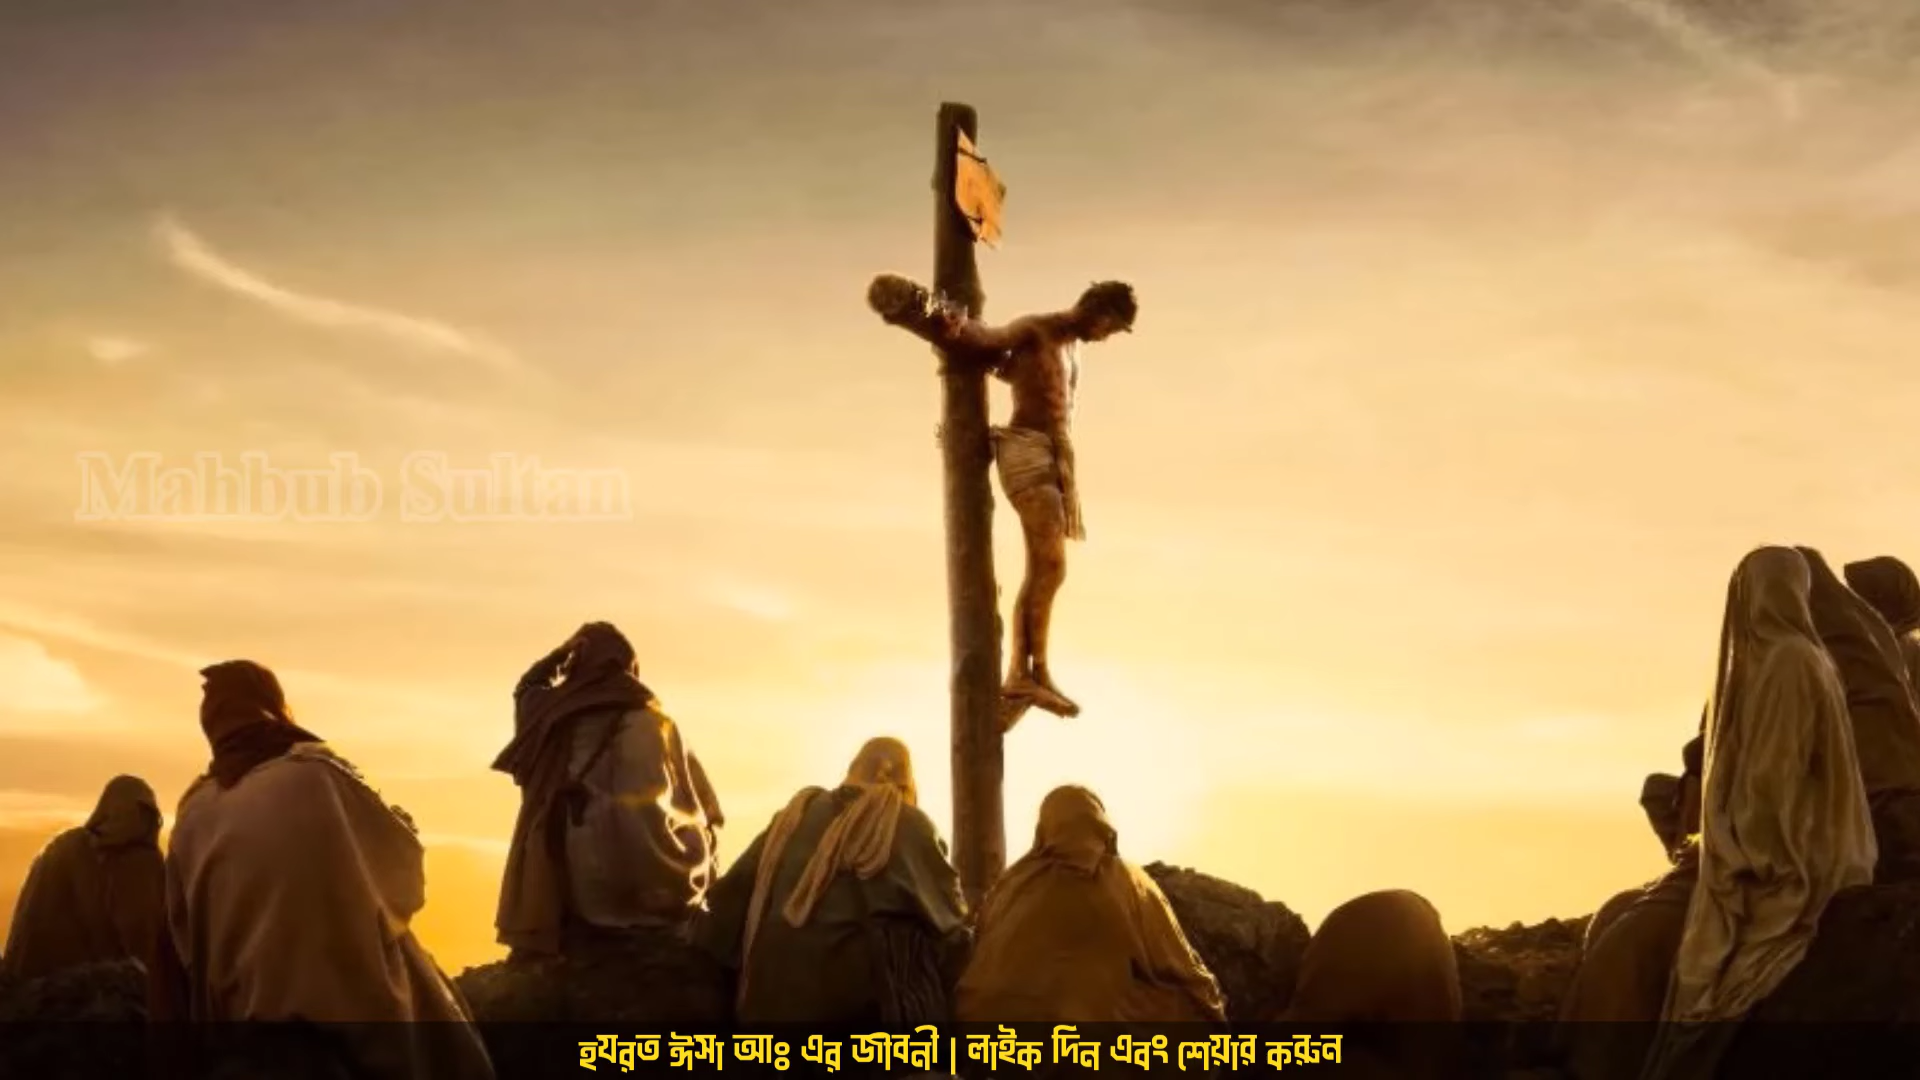 Mahbub Sultan
হযরত ঈসা আঃ এর জীবনী | লাইক দিন এবং শেয়ার করুন